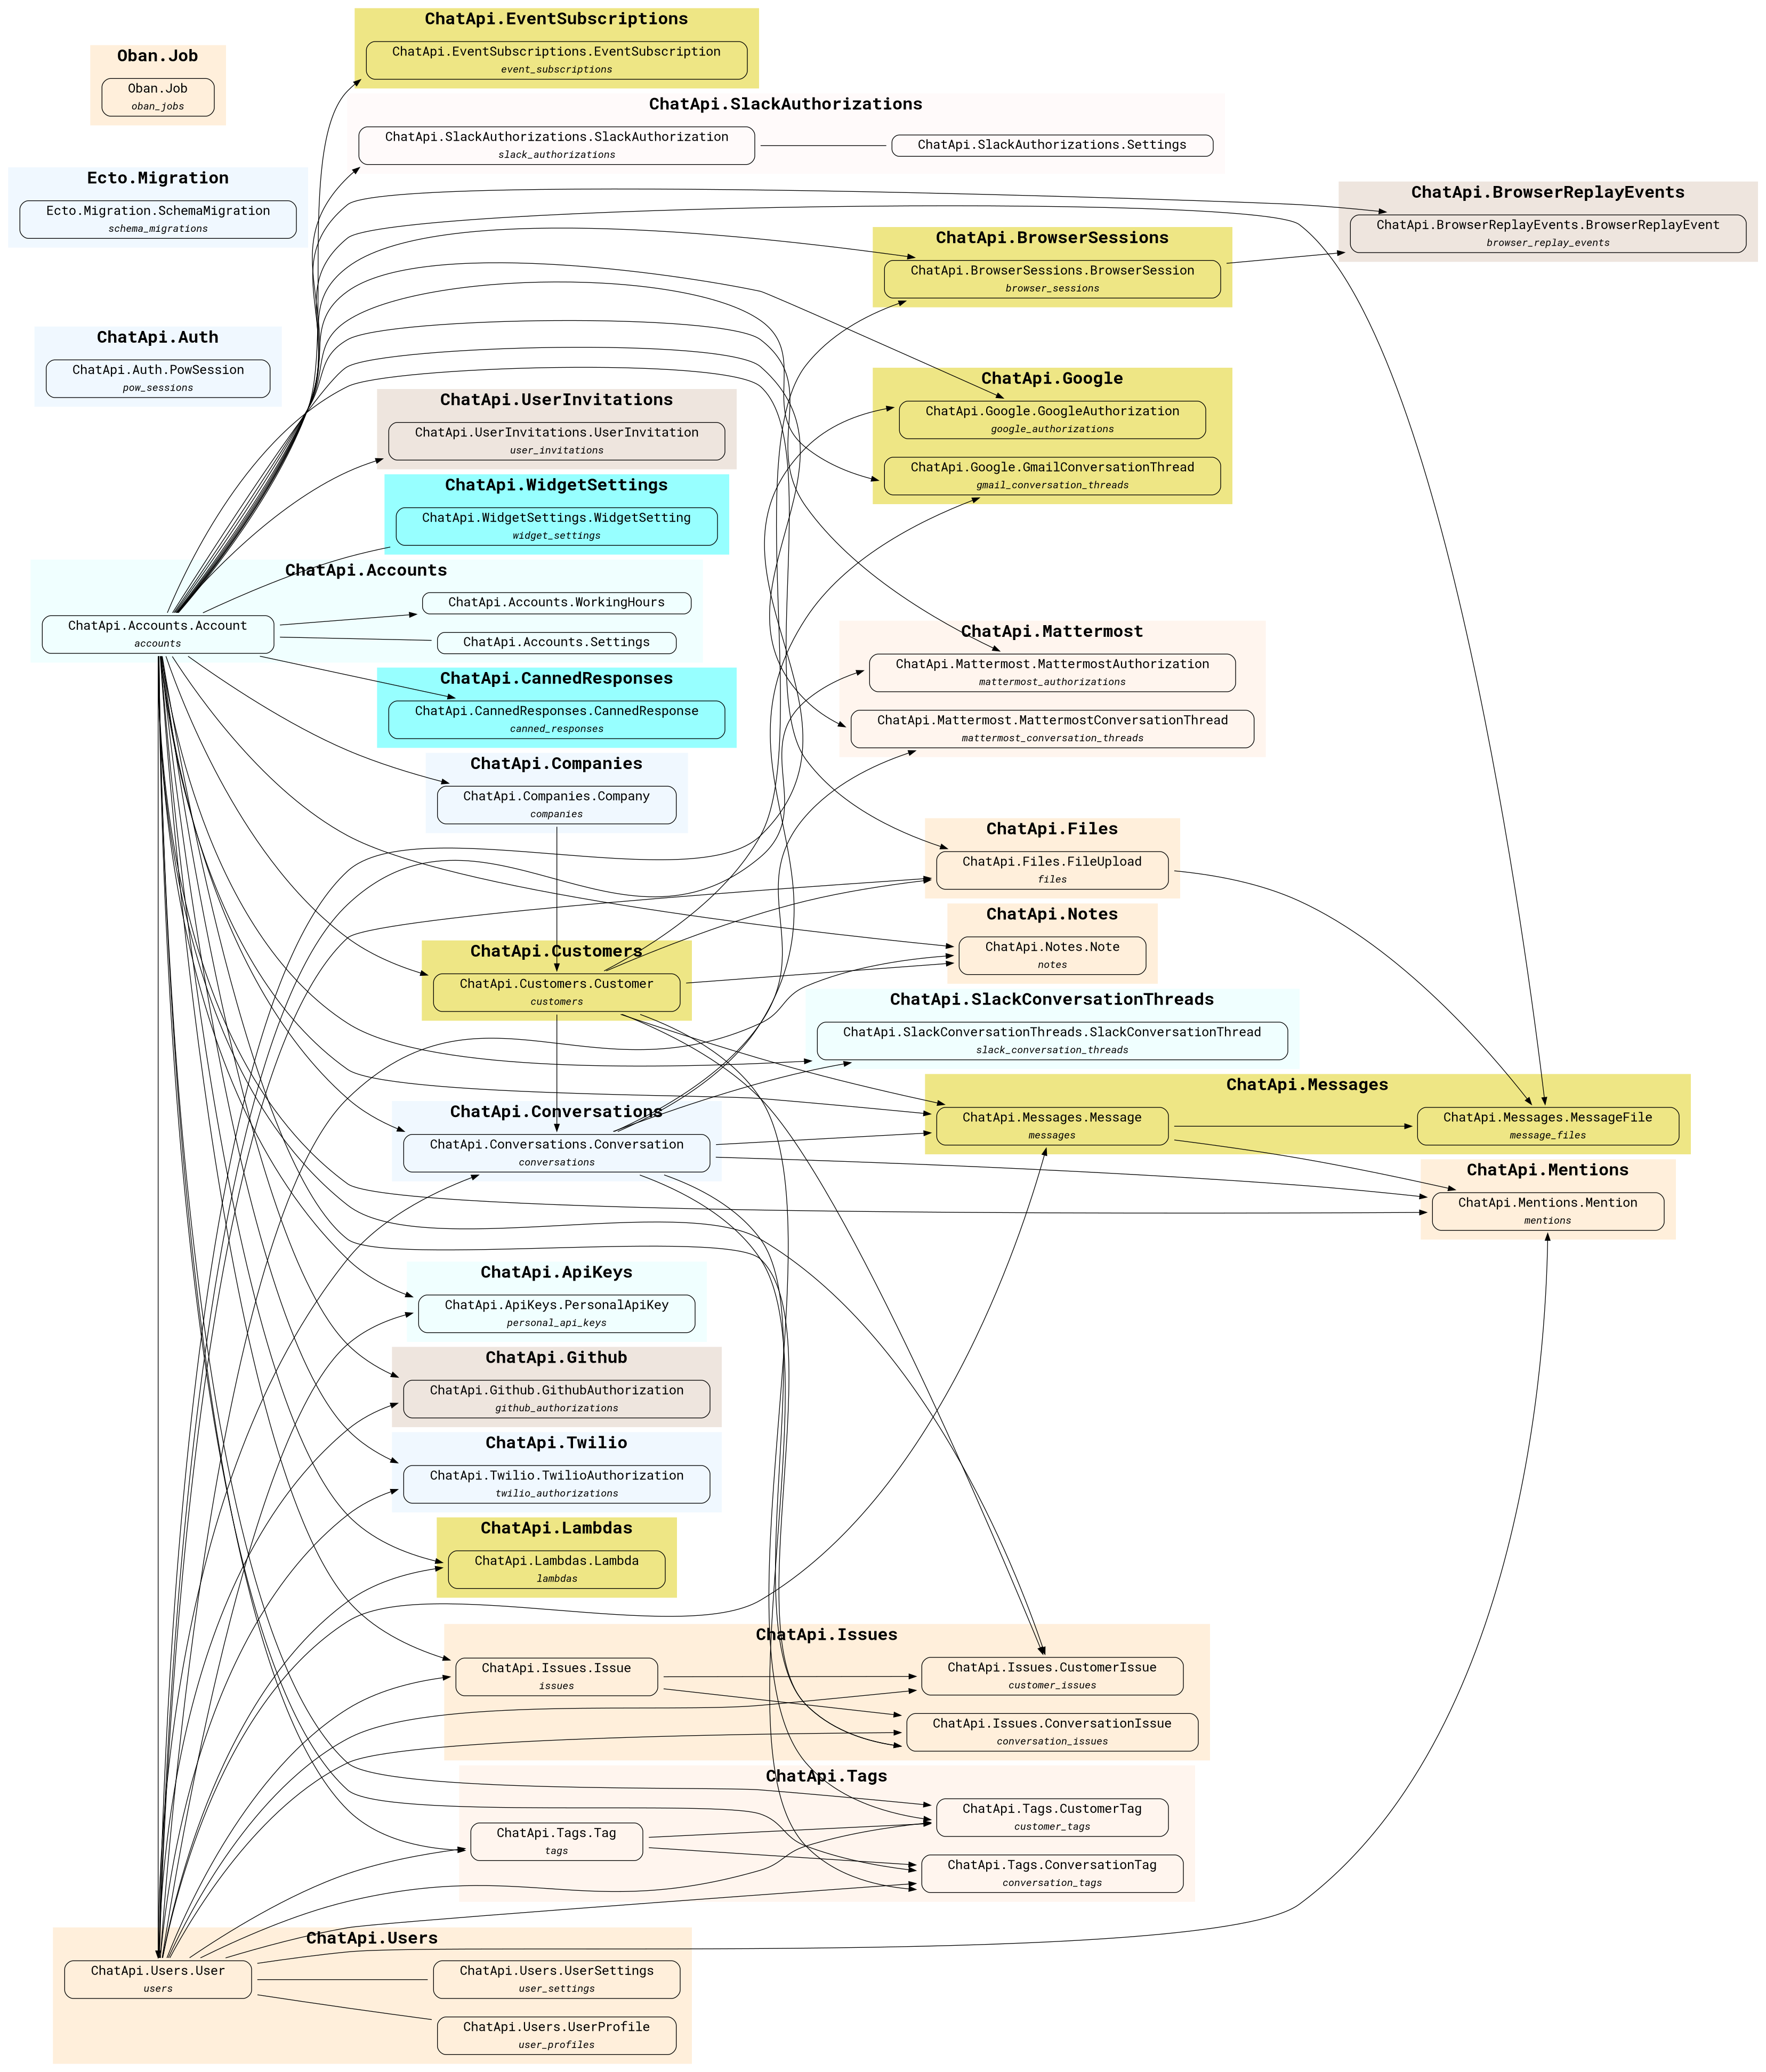 Oban.Job
Oban.Job
oban_jobs
Ecto.Migration
Ecto.Migration.SchemaMigration
schema_migrations
ChatApi.Auth
ChatApi.Auth.PowSession
pow_sessions
ChatApi.EventSubscriptions
ChatApi.EventSubscriptions.EventSubscription
event_subscriptions
ChatApi.SlackAuthorizations
ChatApi.SlackAuthorizations.SlackAuthorization
slack_authorizations
ChatApi.SlackAuthorizations.Settings
ChatApi.BrowserReplayEvents
ChatApi.BrowserReplayEvents.BrowserReplayEvent
browser_replay_events
ChatApi.BrowserSessions
ChatApi.BrowserSessions.BrowserSession
browser_sessions
ChatApi.Google
ChatApi.Google.GoogleAuthorization
google_authorizations
ChatApi.Google.GmailConversationThread
gmail_conversation_threads
ChatApi.UserInvitations
ChatApi.UserInvitations.UserInvitation
user_invitations
ChatApi.WidgetSettings
ChatApi.WidgetSettings.WidgetSetting
widget_settings
ChatApi.Accounts
ChatApi.Accounts.Account
accounts
ChatApi.Accounts.WorkingHours
ChatApi.Accounts.Settings
ChatApi.Mattermost
ChatApi.Mattermost.MattermostAuthorization
mattermost_authorizations
ChatApi.Mattermost.MattermostConversationThread
mattermost_conversation_threads
ChatApi.CannedResponses
ChatApi.CannedResponses.CannedResponse
canned_responses
ChatApi.Companies
ChatApi.Companies.Company
companies
ChatApi.Files
ChatApi.Files.FileUpload
files
ChatApi.Notes
ChatApi.Notes.Note
notes
ChatApi.Customers
ChatApi.Customers.Customer
customers
ChatApi.SlackConversationThreads
ChatApi.SlackConversationThreads.SlackConversationThread
slack_conversation_threads
ChatApi.Messages
ChatApi.Messages.Message
messages
ChatApi.Messages.MessageFile
message_files
ChatApi.Conversations
ChatApi.Conversations.Conversation
conversations
ChatApi.Mentions
ChatApi.Mentions.Mention
mentions
ChatApi.ApiKeys
ChatApi.ApiKeys.PersonalApiKey
personal_api_keys
ChatApi.Github
ChatApi.Github.GithubAuthorization
github_authorizations
ChatApi.Twilio
ChatApi.Twilio.TwilioAuthorization
twilio_authorizations
ChatApi.Lambdas
ChatApi.Lambdas.Lambda
lambdas
ChatApi.Issues
ChatApi.Issues.Issue
issues
ChatApi.Issues.CustomerIssue
customer_issues
ChatApi.Issues.ConversationIssue
conversation_issues
ChatApi.Tags
ChatApi.Tags.Tag
tags
ChatApi.Tags.CustomerTag
customer_tags
ChatApi.Tags.ConversationTag
conversation_tags
ChatApi.Users
ChatApi.Users.User
users
ChatApi.Users.UserSettings
user_settings
ChatApi.Users.UserProfile
user_profiles